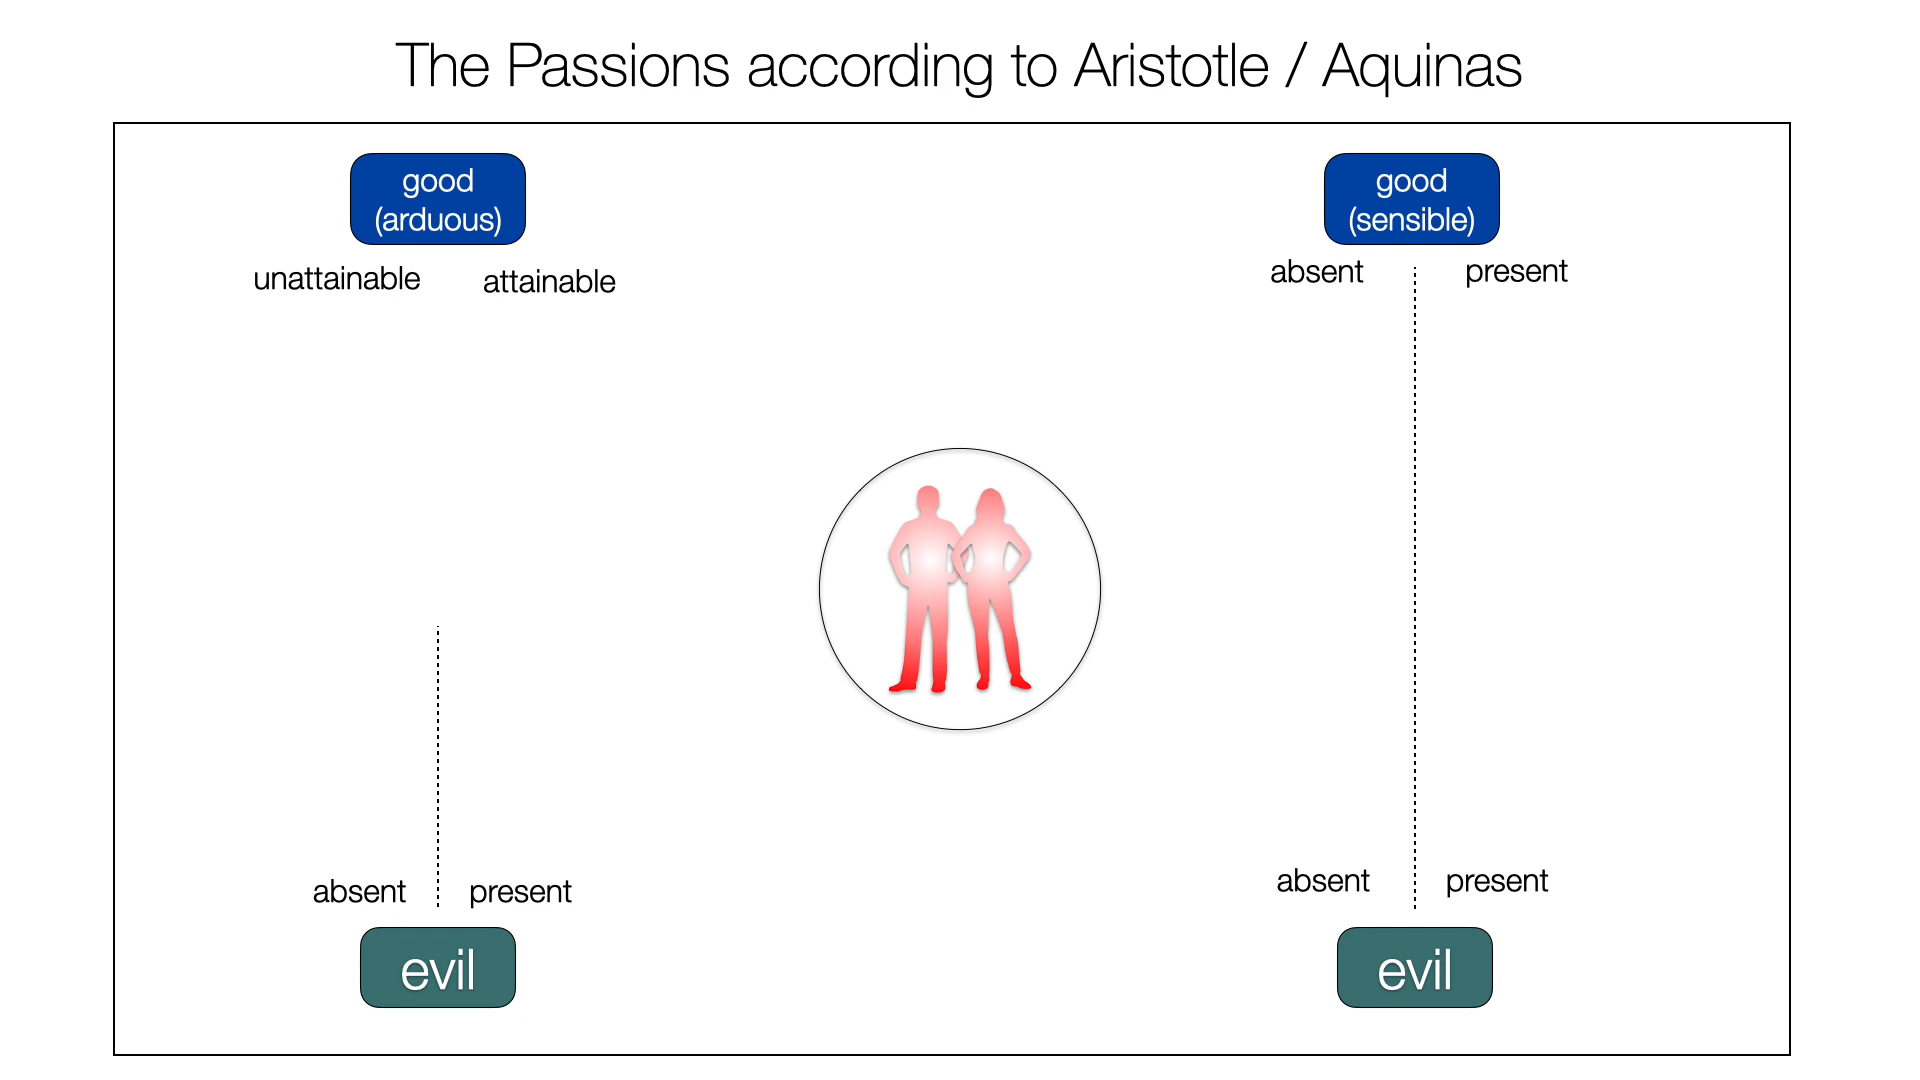 The Passions according to Aristotle / Aquinas
good
(arduous)
good
(sensible)
unattainable
attainable
absent
present
absent
present
absent
present
evil
evil